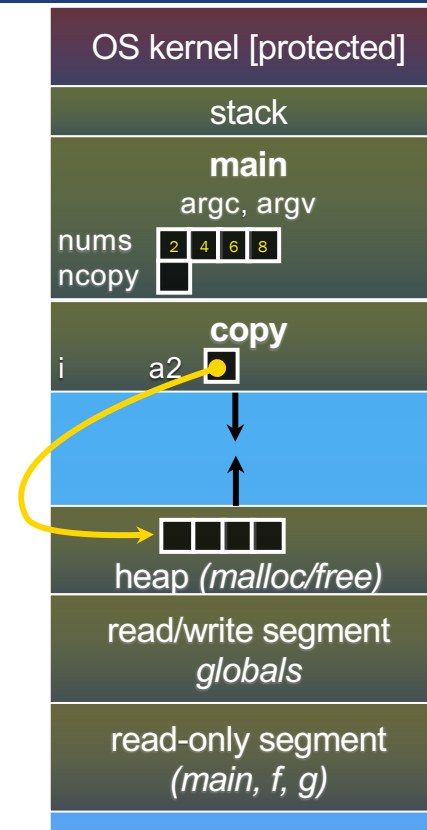 OS kernel [protected]
stack
main
argc, argv
nums 2 4 6 8
ncopy
copy
i a2
heap (malloc/free)
read/write segment
globals
read-only segment
(main, f, g)